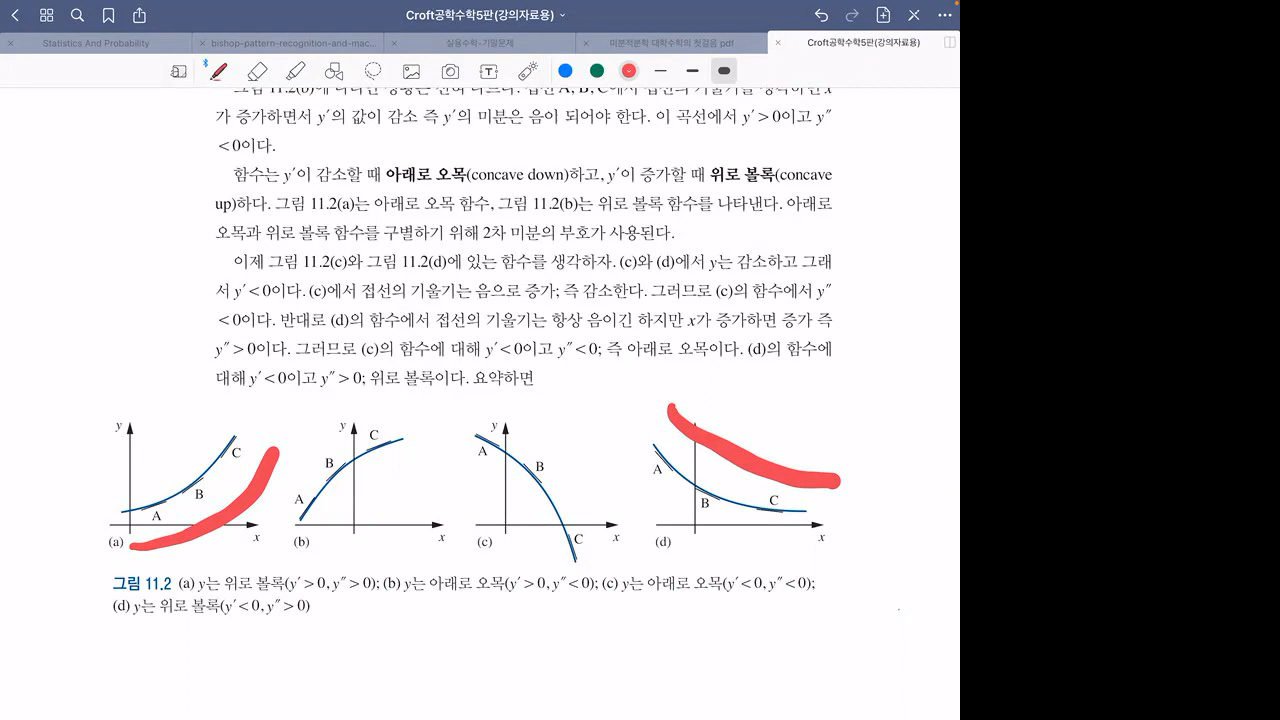 Croft공학수학5판(강의자료용)
Statistics And Probability
bishop-pattern-recognition-and-mac...
실용수학-기말문제
미분적분학 대학수학의 첫걸음 pdf
Croft공학수학5판(강의자료용)
가 증가하면서 y′의 값이 감소 즉 y′의 미분은 음이 되어야 한다. 이 곡선에서 y′>0이고 y″
<0이다.
함수는 y′이 감소할 때 아래로 오목(concave down)하고, y′이 증가할 때 위로 볼록(concave
up)하다. 그림 11.2(a)는 아래로 오목 함수, 그림 11.2(b)는 위로 볼록 함수를 나타낸다. 아래로
오목과 위로 볼록 함수를 구별하기 위해 2차 미분의 부호가 사용된다.
이제 그림 11.2(c)와 그림 11.2(d)에 있는 함수를 생각하자. (c)와 (d)에서 y는 감소하고 그래
서 y′<0이다. (c)에서 접선의 기울기는 음으로 증가; 즉 감소한다. 그러므로 (c)의 함수에서 y″
<0이다. 반대로 (d)의 함수에서 접선의 기울기는 항상 음이긴 하지만 x가 증가하면 증가 즉
y″>0이다. 그러므로 (c)의 함수에 대해 y′<0이고 y″<0; 즉 아래로 오목이다. (d)의 함수에
대해 y′<0이고 y″>0; 위로 볼록이다. 요약하면
y
C
B
A
(a)
x
y
C
B
A
(b)
x
y
A
B
C
(c)
x
A
B
C
(d)
x
그림 11.2 (a) y는 위로 볼록(y′>0, y″>0); (b) y는 아래로 오목(y′>0, y″<0); (c) y는 아래로 오목(y′<0, y″<0);
(d) y는 위로 볼록(y′<0, y″>0)